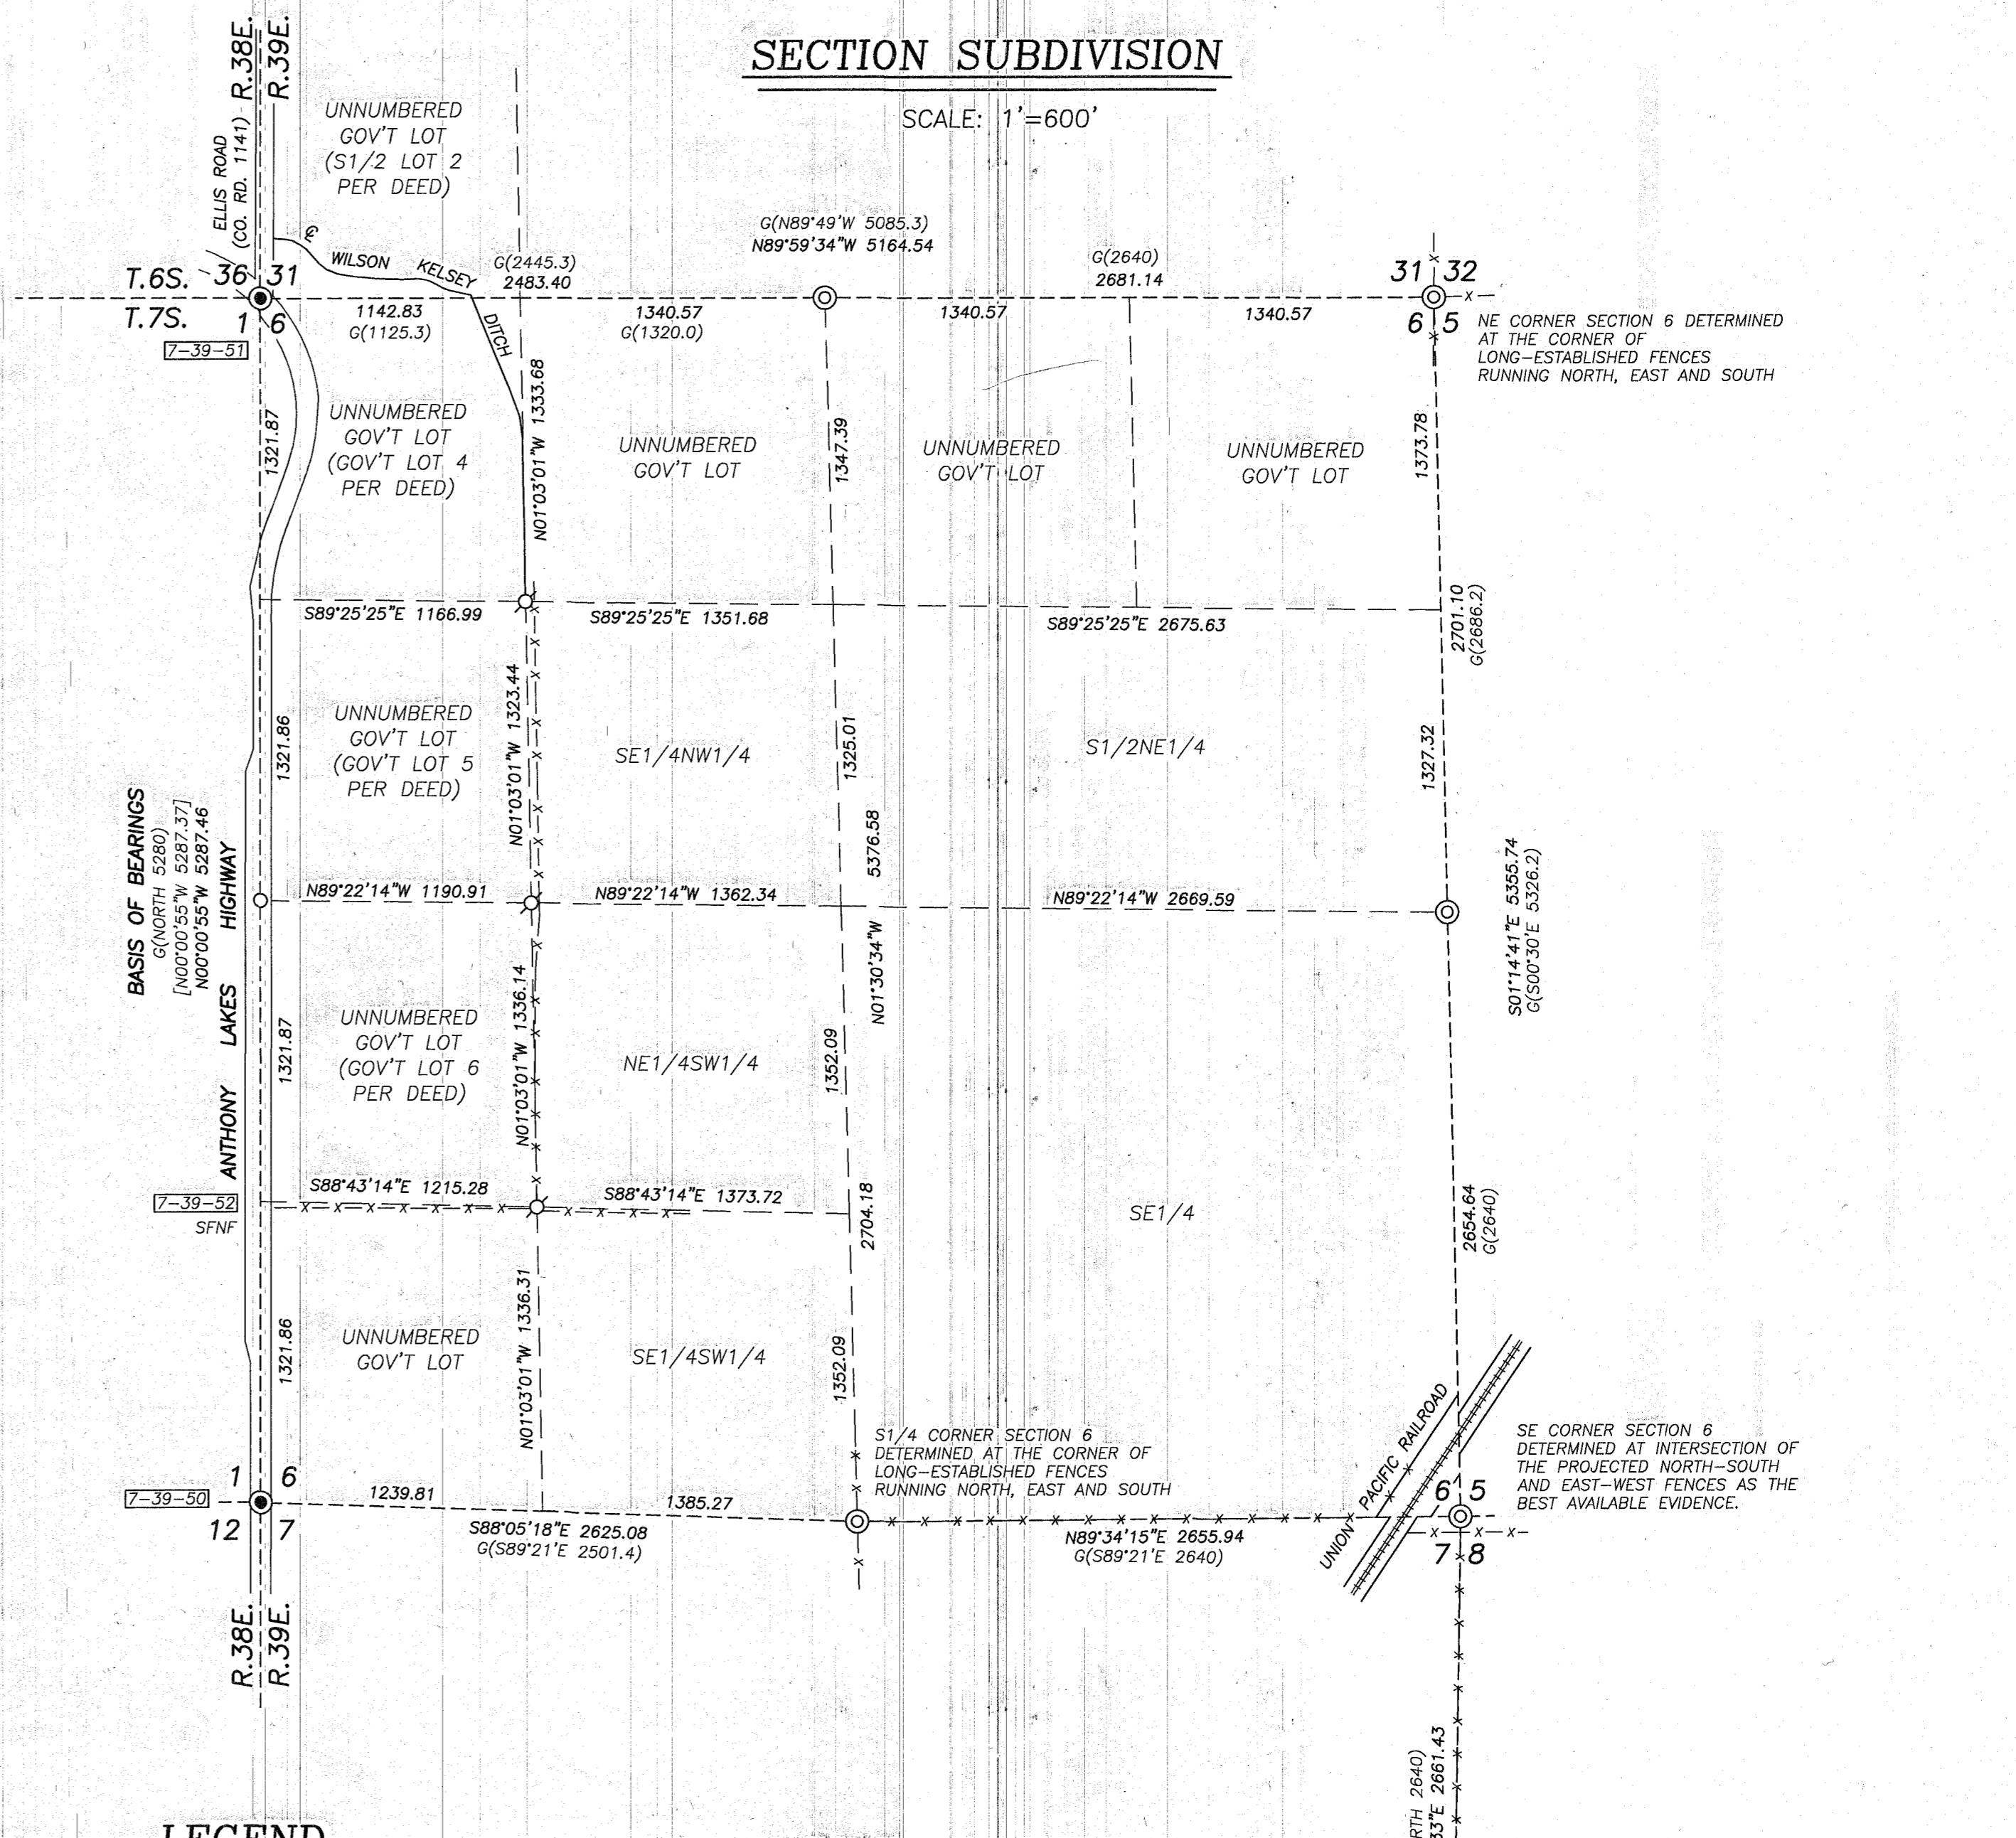 SECTION SUBDIVISION
SCALE: 1'=600'
R.38E.
R.39E.
ELLIS ROAD
(CO. RD. 1141)
UNNUMBERED
GOV'T LOT
(S1/2 LOT 2
PER DEED)
℄
WILSON KELSEY DITCH
G(2445.3)
2483.40
G(N89°49'W 5085.3)
N89°59'34"W 5164.54
G(2640)
2681.14
T.6S.
36 31
T.7S.
1 6
7-39-51
31 32
6 5
NE CORNER SECTION 6 DETERMINED
AT THE CORNER OF
LONG-ESTABLISHED FENCES
RUNNING NORTH, EAST AND SOUTH
1142.83
G(1125.3)
1340.57
G(1320.0)
1340.57
1340.57
1321.87
UNNUMBERED
GOV'T LOT
(GOV'T LOT 4
PER DEED)
N01°03'01"W 1333.68
UNNUMBERED
GOV'T LOT
1347.39
UNNUMBERED
GOV'T LOT
UNNUMBERED
GOV'T LOT
1373.78
S89°25'25"E 1166.99
S89°25'25"E 1351.68
S89°25'25"E 2675.63
2701.10
G(2686.2)
1321.86
UNNUMBERED
GOV'T LOT
(GOV'T LOT 5
PER DEED)
N01°03'01"W 1323.44
SE1/4NW1/4
1325.01
S1/2NE1/4
1327.32
BASIS OF BEARINGS
G(NORTH 5280)
[N00°00'55"W 5287.37]
N00°00'55"W 5287.46
ANTHONY LAKES HIGHWAY
N89°22'14"W 1190.91
N89°22'14"W 1362.34
N89°22'14"W 2669.59
N01°30'34"W 5376.58
S01°14'41"E 5355.74
G(S00°30'E 5326.2)
1321.87
UNNUMBERED
GOV'T LOT
(GOV'T LOT 6
PER DEED)
N01°03'01"W 1336.14
NE1/4SW1/4
1352.09
7-39-52
SFNF
S88°43'14"E 1215.28
S88°43'14"E 1373.72
2704.18
SE1/4
2654.64
G(2640)
1321.86
UNNUMBERED
GOV'T LOT
N01°03'01"W 1336.31
SE1/4SW1/4
1352.09
S1/4 CORNER SECTION 6
DETERMINED AT THE CORNER OF
LONG-ESTABLISHED FENCES
RUNNING NORTH, EAST AND SOUTH
UNION PACIFIC RAILROAD
SE CORNER SECTION 6
DETERMINED AT INTERSECTION OF
THE PROJECTED NORTH-SOUTH
AND EAST-WEST FENCES AS THE
BEST AVAILABLE EVIDENCE.
1 6
7-39-50
12 7
1239.81
1385.27
S88°05'18"E 2625.08
G(S89°21'E 2501.4)
N89°34'15"E 2655.94
G(S89°21'E 2640)
6 5
7 8
R.38E.
R.39E.
RTH 2640)
33"E 2661.43
LEGEND